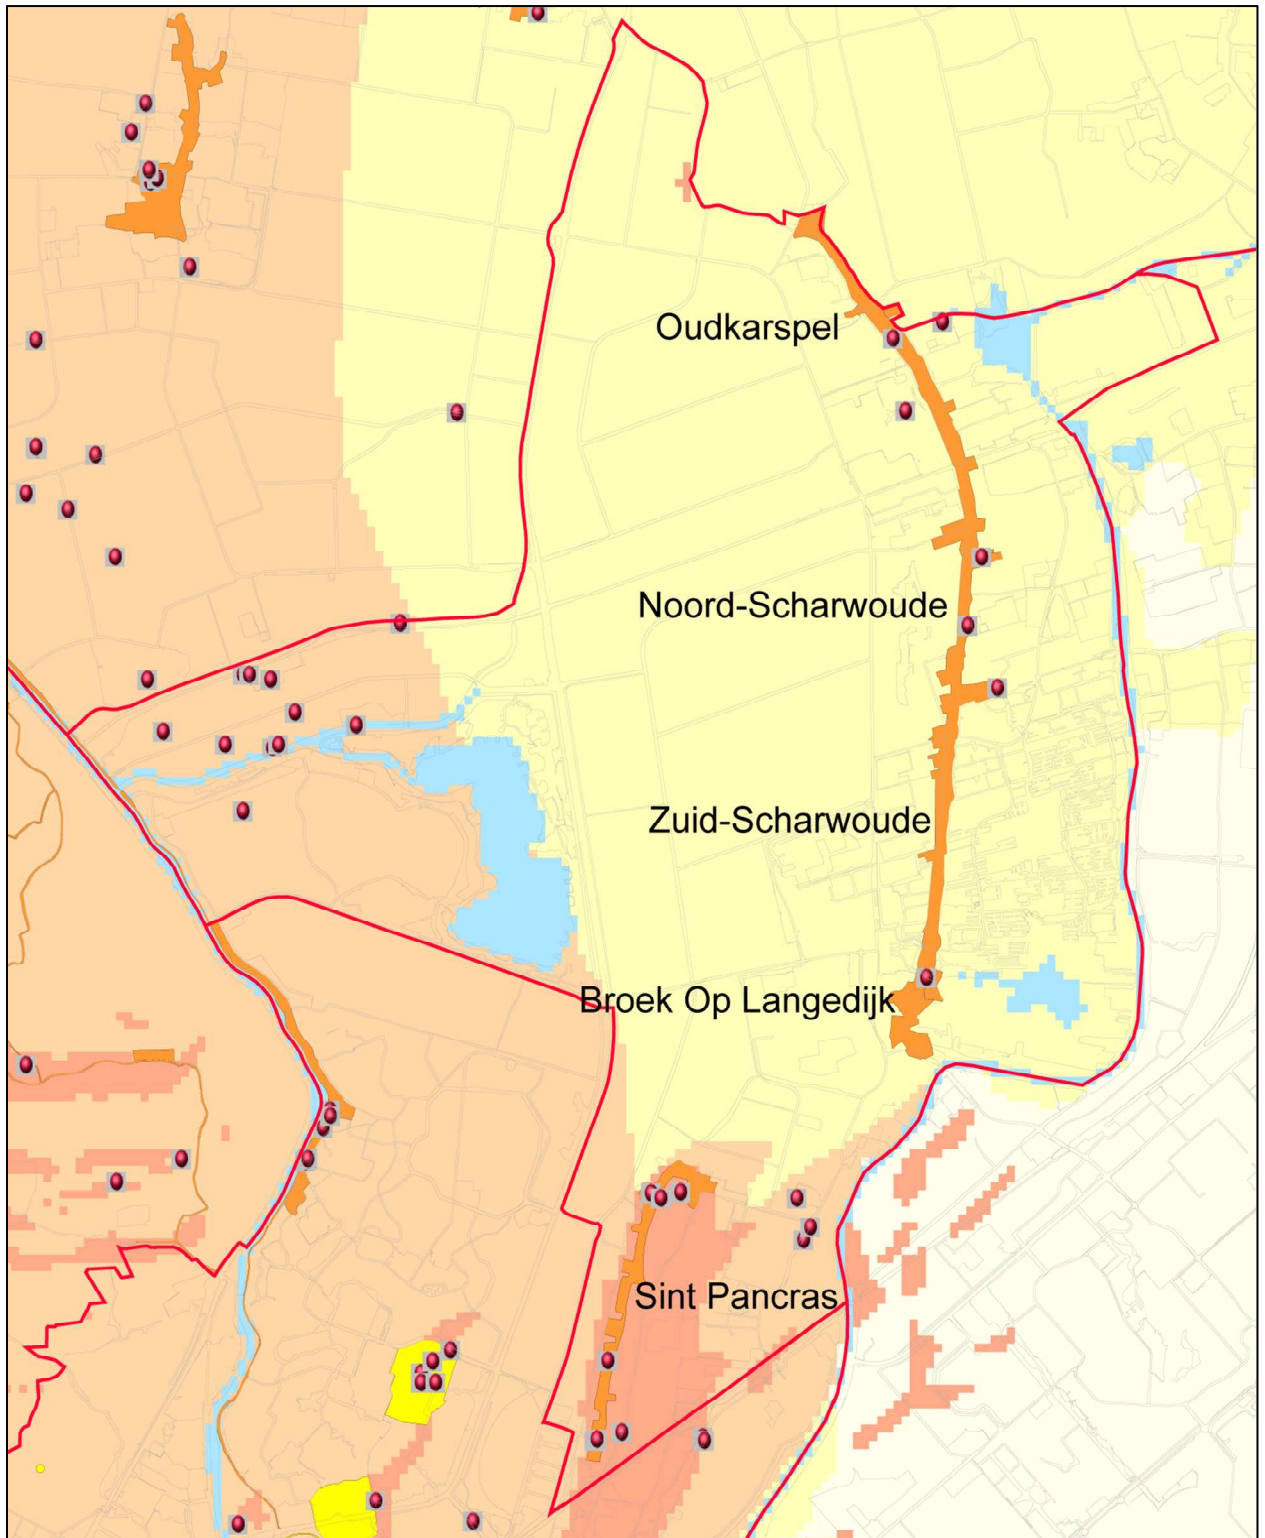 Oudkarspel
Noord-Scharwoude
Zuid-Scharwoude
Broek Op Langedijk
Sint Pancras